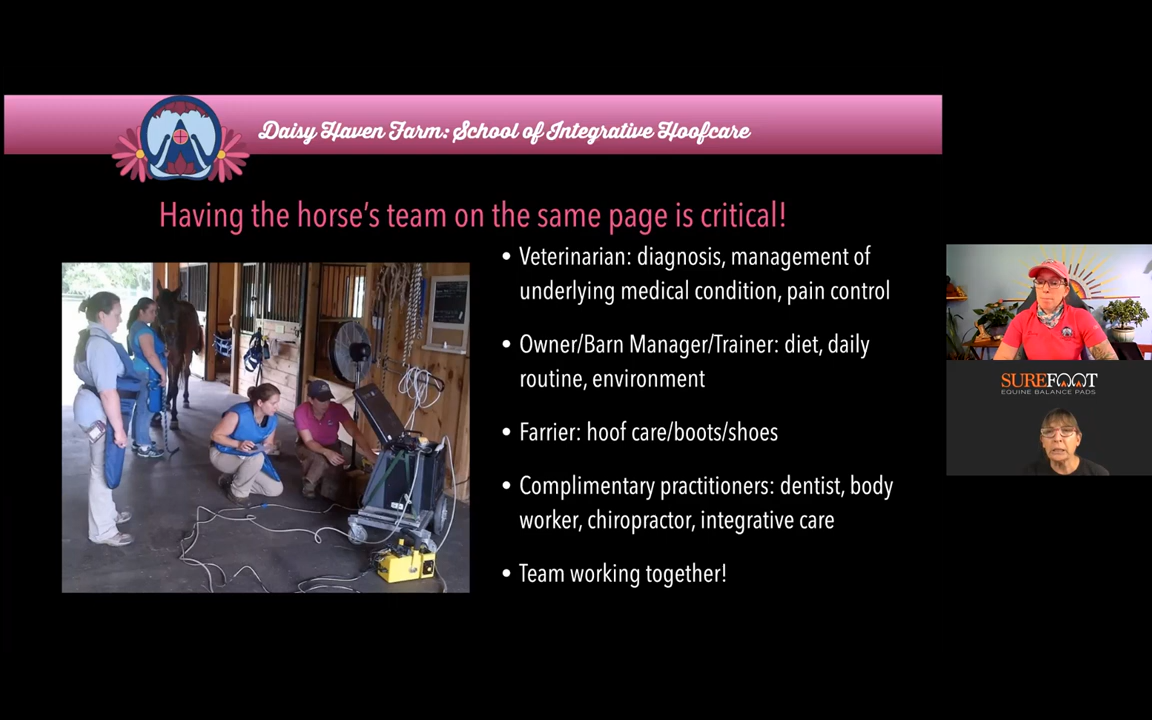 Daisy Haven Farm: School of Integrative Hoofcare
Having the horse's team on the same page is critical!
• Veterinarian: diagnosis, management of
underlying medical condition, pain control
• Owner/Barn Manager/Trainer: diet, daily
routine, environment
• Farrier: hoof care/boots/shoes
• Complimentary practitioners: dentist, body
worker, chiropractor, integrative care
• Team working together!
SUREFOOT
EQUINE BALANCE PADS